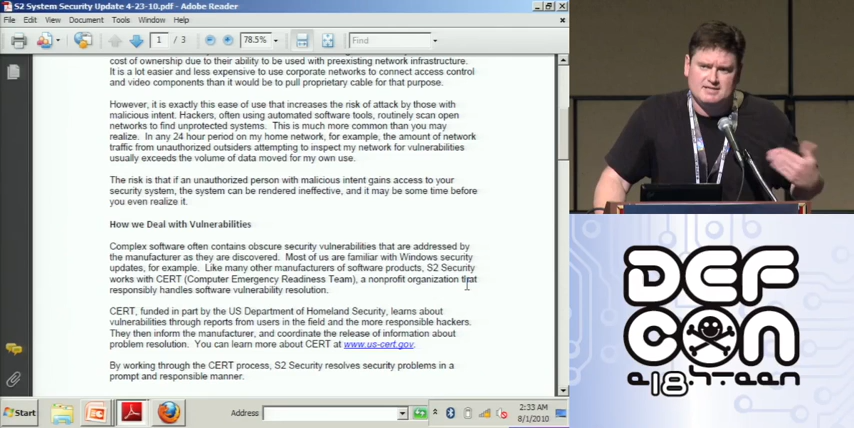 S2 System Security Update 4-23-10.pdf - Adobe Reader
File Edit View Document Tools Window Help
1 / 3 78.5% Find
cost of ownership due to their ability to be used with preexisting network infrastructure.
It is a lot easier and less expensive to use corporate networks to connect access control
and video components than it would be to pull proprietary cable for that purpose.
However, it is exactly this ease of use that increases the risk of attack by those with
malicious intent. Hackers, often using automated software tools, routinely scan open
networks to find unprotected systems. This is much more common than you may
realize. In any 24 hour period on my home network, for example, the amount of network
traffic from unauthorized outsiders attempting to inspect my network for vulnerabilities
usually exceeds the volume of data moved for my own use.
The risk is that if an unauthorized person with malicious intent gains access to your
security system, the system can be rendered ineffective, and it may be some time before
you even realize it.
How we Deal with Vulnerabilities
Complex software often contains obscure security vulnerabilities that are addressed by
the manufacturer as they are discovered. Most of us are familiar with Windows security
updates, for example. Like many other manufacturers of software products, S2 Security
works with CERT (Computer Emergency Readiness Team), a nonprofit organization that
responsibly handles software vulnerability resolution.
CERT, funded in part by the US Department of Homeland Security, learns about
vulnerabilities through reports from users in the field and the more responsible hackers.
They then inform the manufacturer, and coordinate the release of information about
problem resolution. You can learn more about CERT at www.us-cert.gov.
By working through the CERT process, S2 Security resolves security problems in a
prompt and responsible manner.
Start
Address
2:33 AM
8/1/2010
DEF
CON
e18hteen